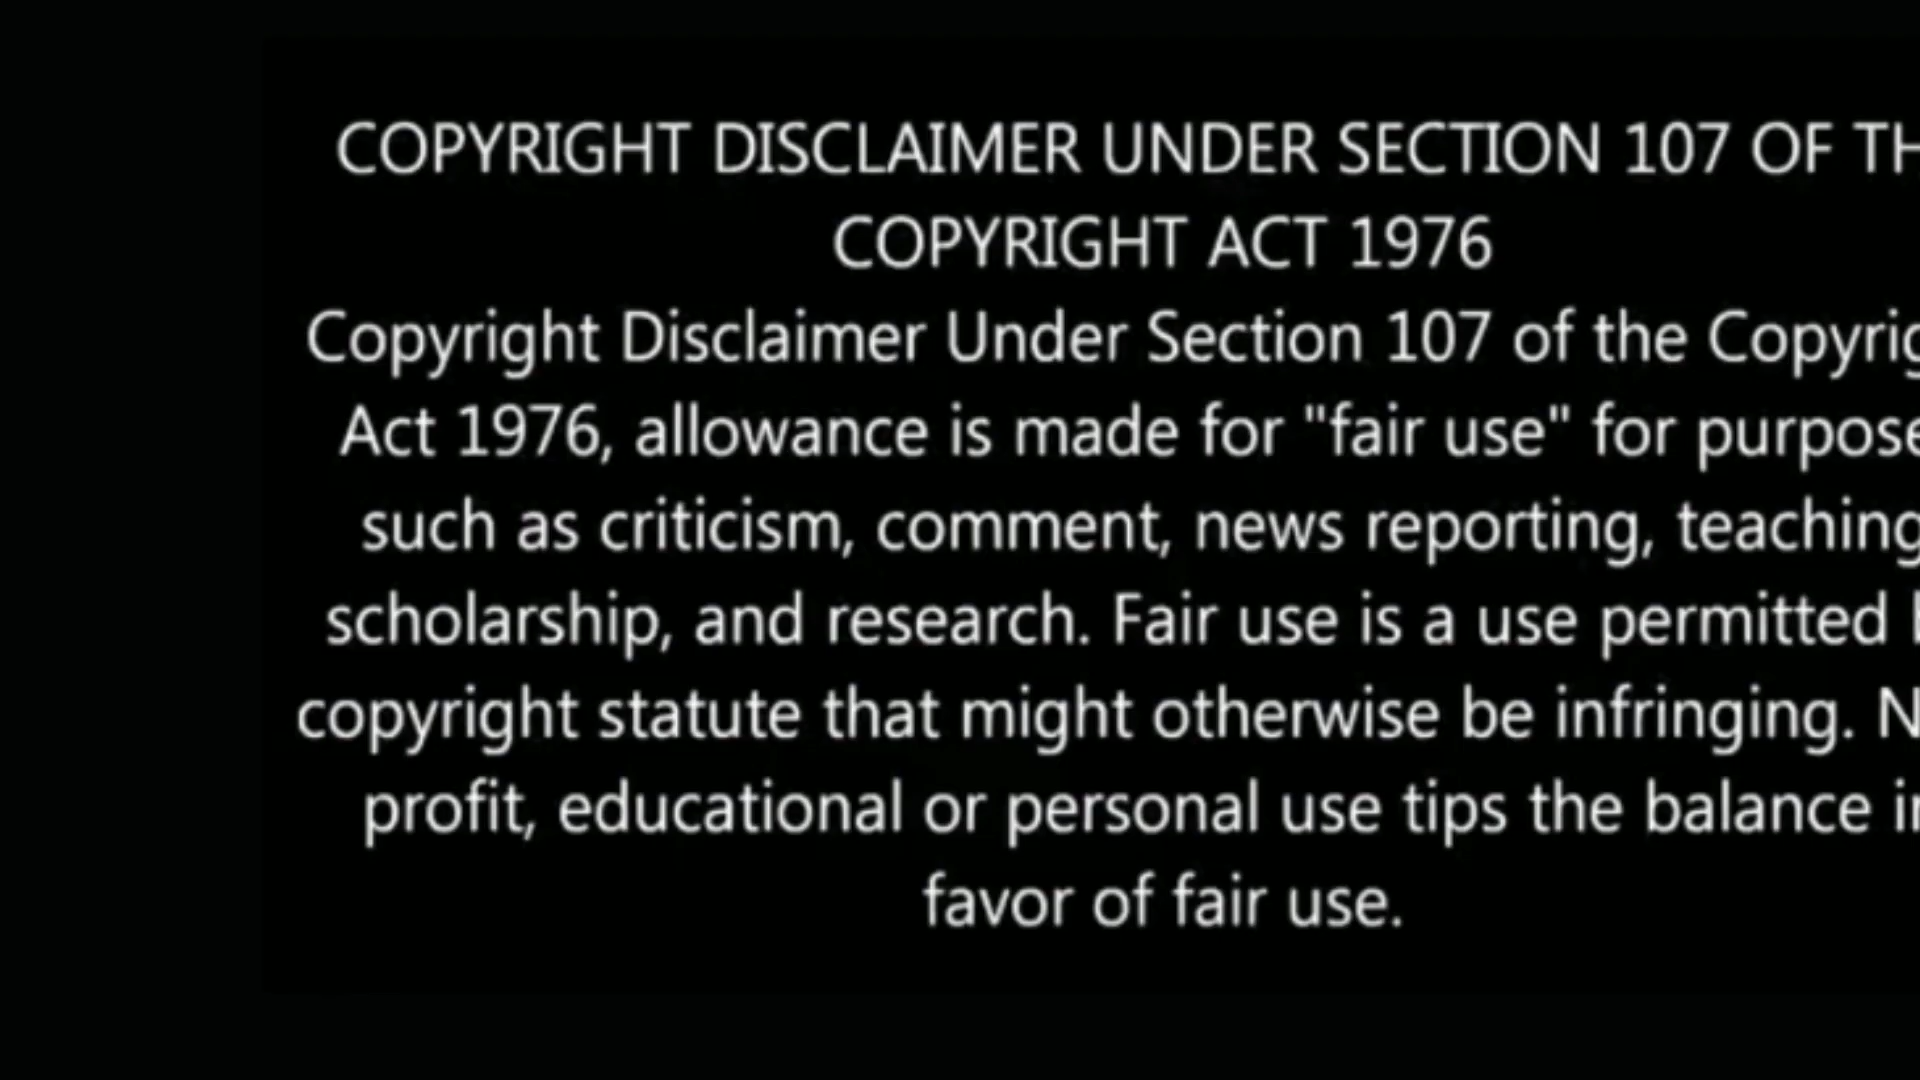 COPYRIGHT DISCLAIMER UNDER SECTION 107 OF TH
COPYRIGHT ACT 1976
Copyright Disclaimer Under Section 107 of the Copyrig
Act 1976, allowance is made for "fair use" for purpose
such as criticism, comment, news reporting, teaching
scholarship, and research. Fair use is a use permitted
copyright statute that might otherwise be infringing. N
profit, educational or personal use tips the balance in
favor of fair use.